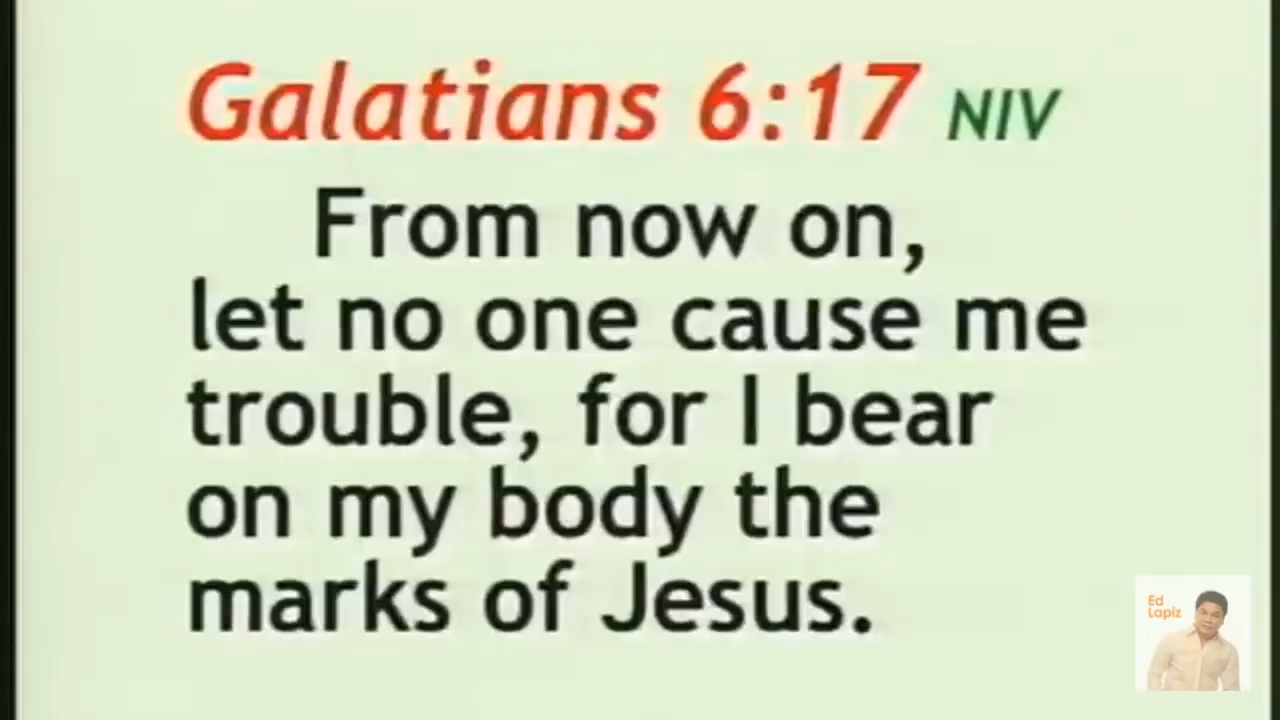 Galatians 6:17 NIV
From now on,
let no one cause me
trouble, for I bear
on my body the
marks of Jesus.
Ed
Lapiz